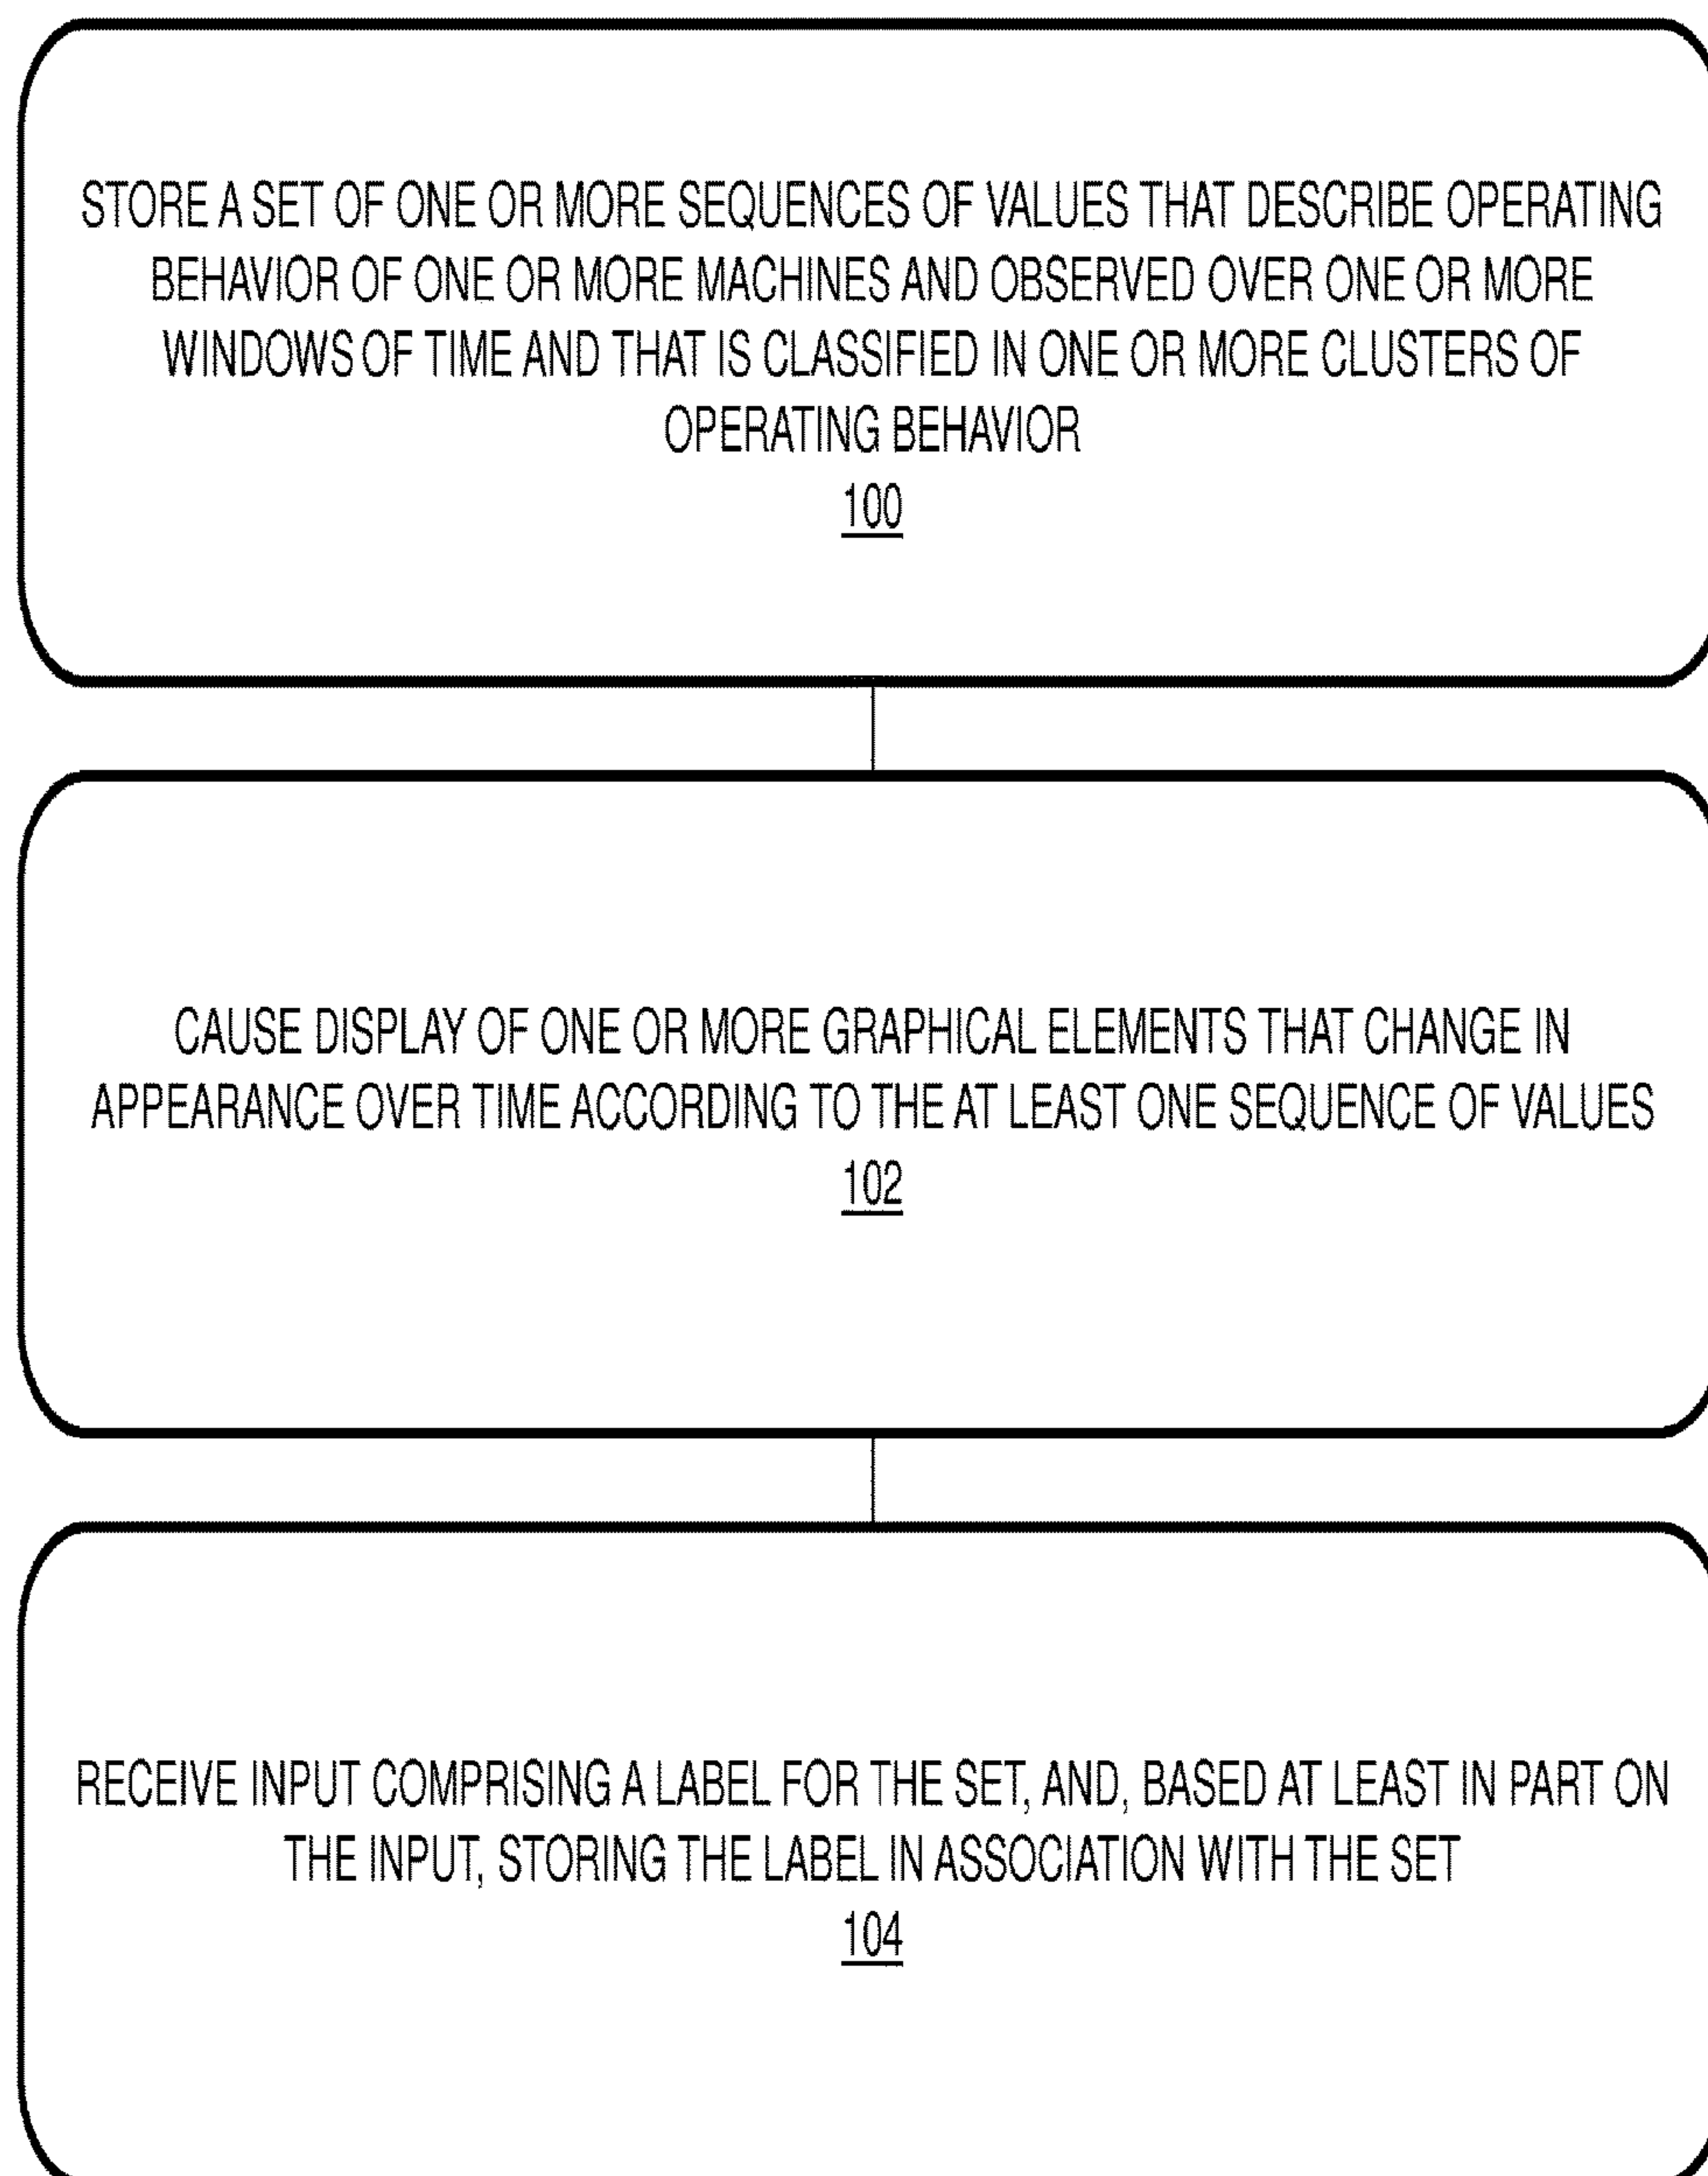 STORE A SET OF ONE OR MORE SEQUENCES OF VALUES THAT DESCRIBE OPERATING
BEHAVIOR OF ONE OR MORE MACHINES AND OBSERVED OVER ONE OR MORE
WINDOWS OF TIME AND THAT IS CLASSIFIED IN ONE OR MORE CLUSTERS OF
OPERATING BEHAVIOR
100
CAUSE DISPLAY OF ONE OR MORE GRAPHICAL ELEMENTS THAT CHANGE IN
APPEARANCE OVER TIME ACCORDING TO THE AT LEAST ONE SEQUENCE OF VALUES
102
RECEIVE INPUT COMPRISING A LABEL FOR THE SET, AND, BASED AT LEAST IN PART ON
THE INPUT, STORING THE LABEL IN ASSOCIATION WITH THE SET
104